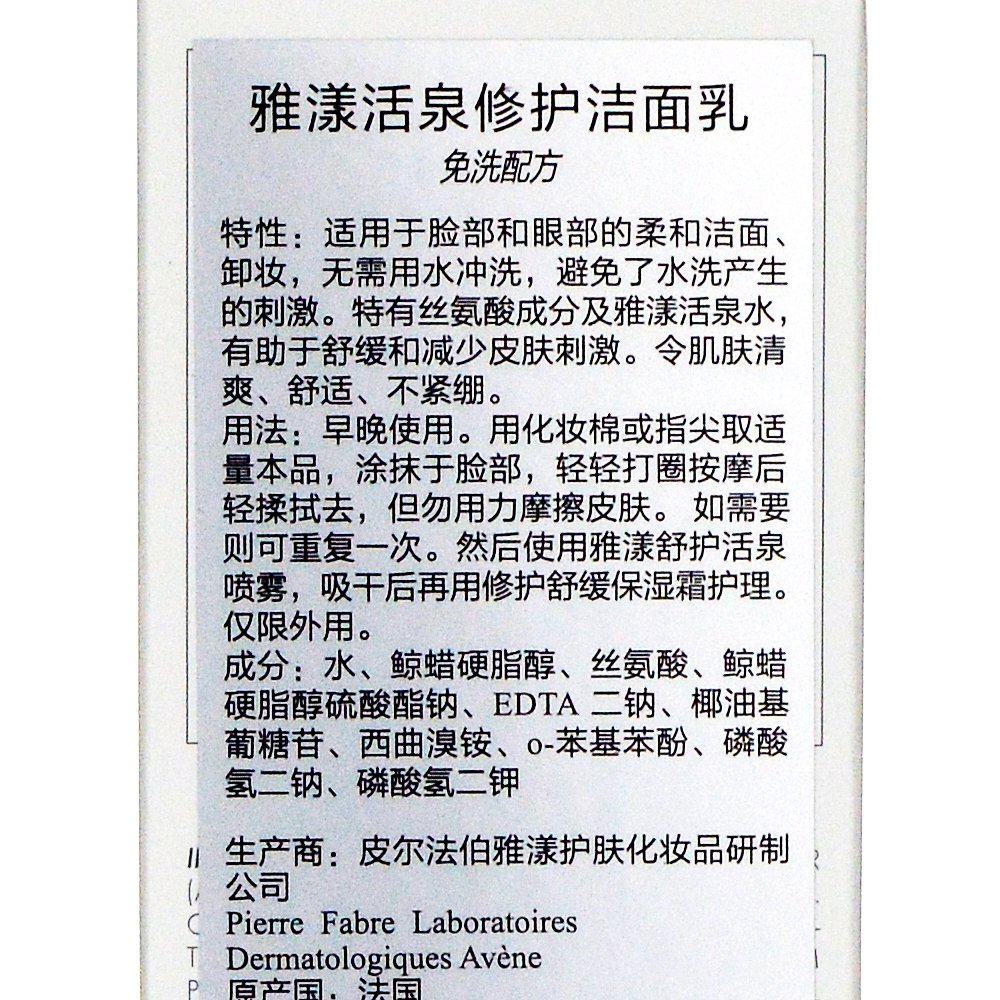 雅漾活泉修护洁面乳
免洗配方
特性：适用于脸部和眼部的柔和洁面、
卸妆，无需用水冲洗，避免了水洗产生
的刺激。特有丝氨酸成分及雅漾活泉水，
有助于舒缓和减少皮肤刺激。令肌肤清
爽、舒适、不紧绷。
用法：早晚使用。用化妆棉或指尖取适
量本品，涂抹于脸部，轻轻打圈按摩后
轻揉拭去，但勿用力摩擦皮肤。 如需要
则可重复一次。然后使用雅漾舒护活泉
喷雾，吸干后再用修护舒缓保湿霜护理。
仅限外用。
成分：水、鲸蜡硬脂醇、丝氨酸、鲸蜡
硬脂醇硫酸酯钠、EDTA 二钠、椰油基
葡糖苷、西曲溴铵、o-苯基苯酚、磷酸
氢二钠、磷酸氢二钾
生产商：皮尔法伯雅漾护肤化妆品研制
公司
Pierre Fabre Laboratoires
Dermatologiques Avène
原产国：法国